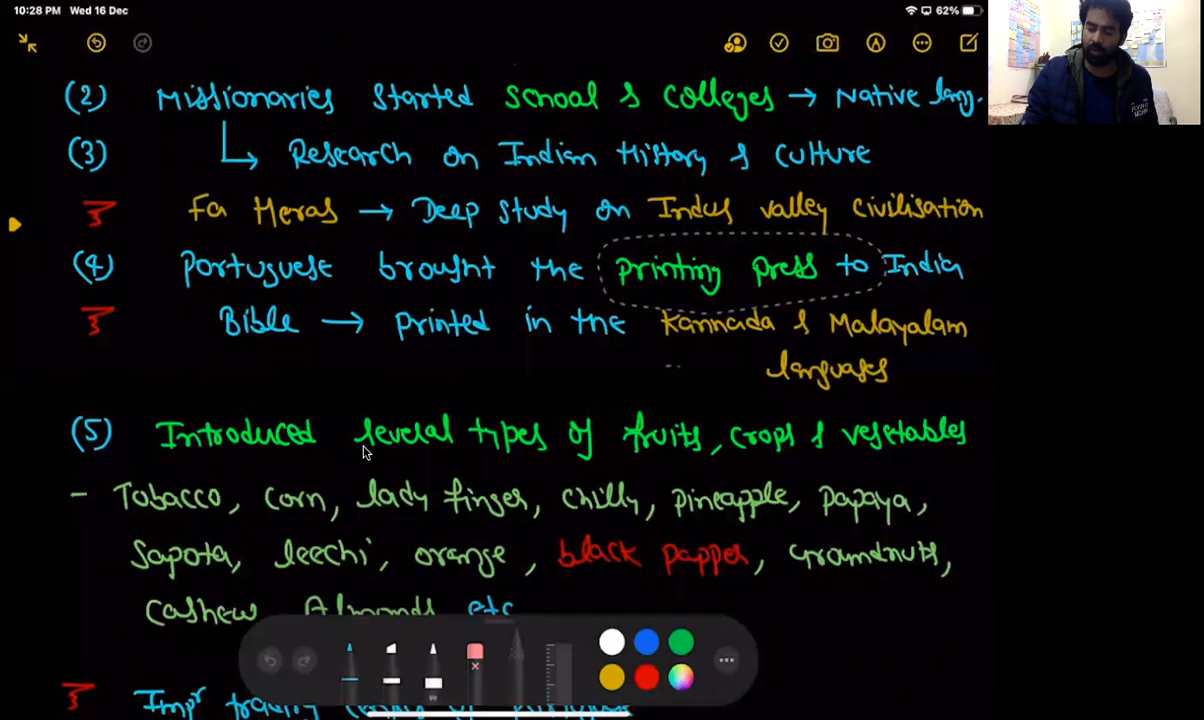 10:28 PM Wed 16 Dec 62%
(2) Missionaries Started School & Colleges → Native lang.
(3) Research on Indian History & Culture
Fa Heras → Deep Study on Indus valley Civilisation
(4) Portuguese brought the printing press to India
Bible → printed in the Kannada & Malayalam
languages
(5) Introduced several types of fruits, crops & vegetables
- Tobacco, corn, lady finger, chilly, pineapple, papaya,
Sapota, leechi, orange, black papper, Groundnuts,
Cashew, Almonds etc
Impr